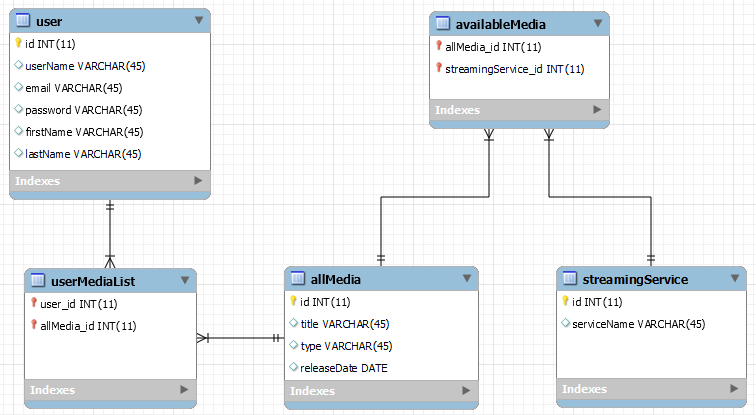 user
id INT(11)
userName VARCHAR(45)
email VARCHAR(45)
password VARCHAR(45)
firstName VARCHAR(45)
lastName VARCHAR(45)
Indexes
availableMedia
allMedia_id INT(11)
streamingService_id INT(11)
Indexes
userMediaList
user_id INT(11)
allMedia_id INT(11)
Indexes
allMedia
id INT(11)
title VARCHAR(45)
type VARCHAR(45)
releaseDate DATE
Indexes
streamingService
id INT(11)
serviceName VARCHAR(45)
Indexes